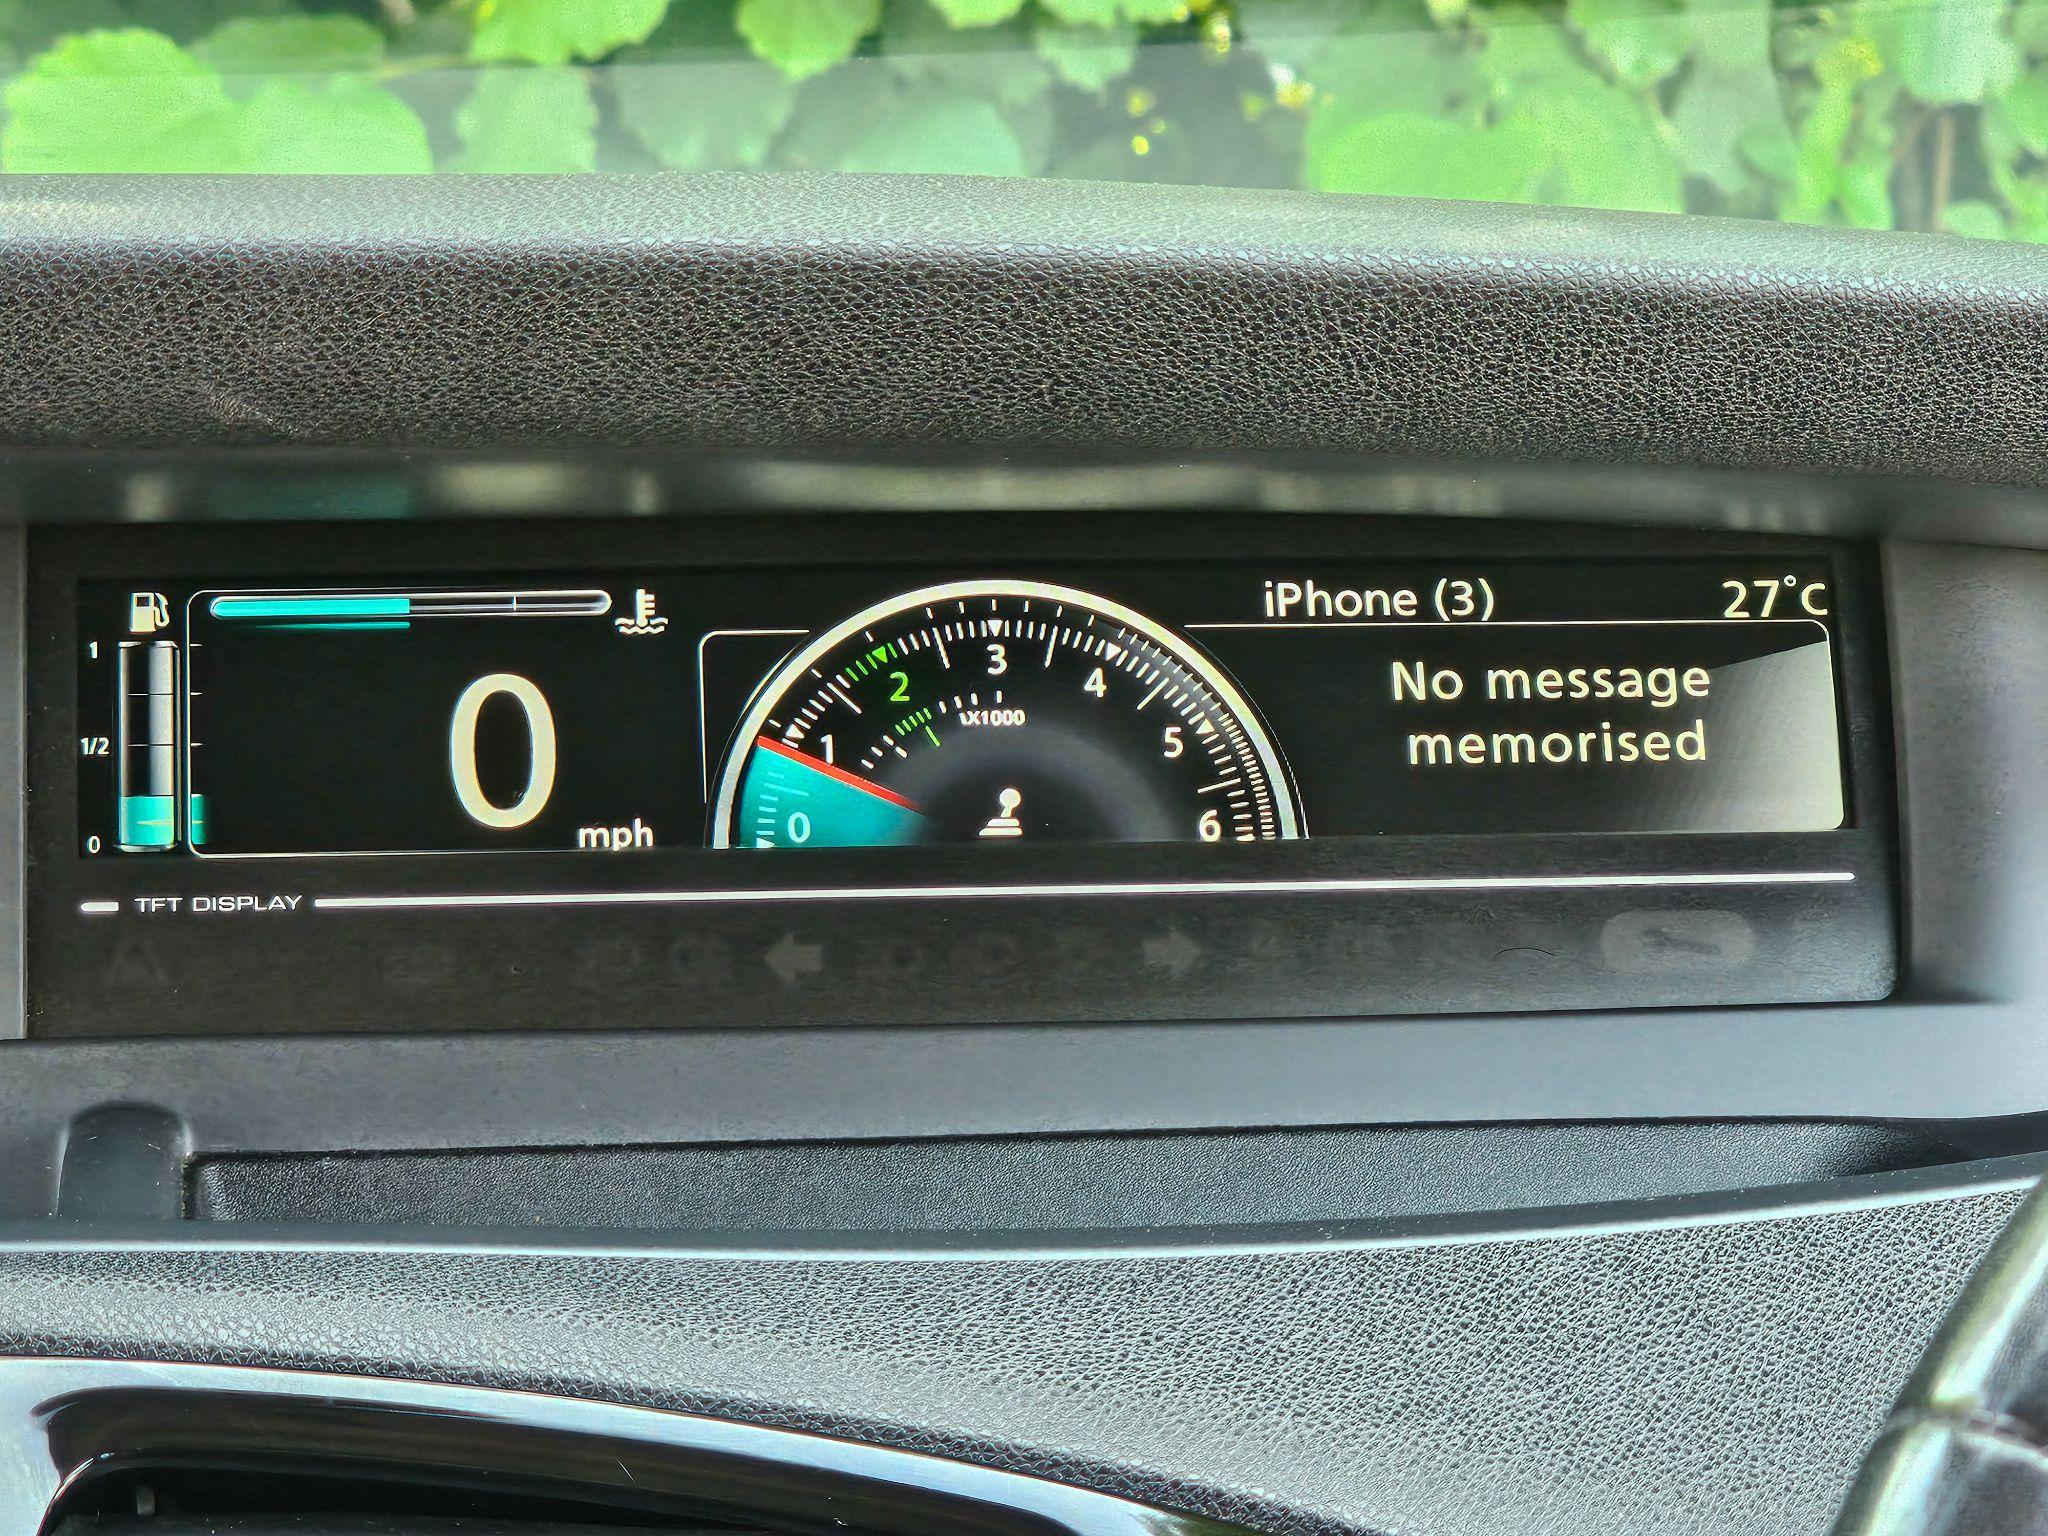 iPhone (3) 27°C
1
1/2
0
0
mph
0
1
2
3
4
5
6
X1000
No message
memorised
TFT DISPLAY